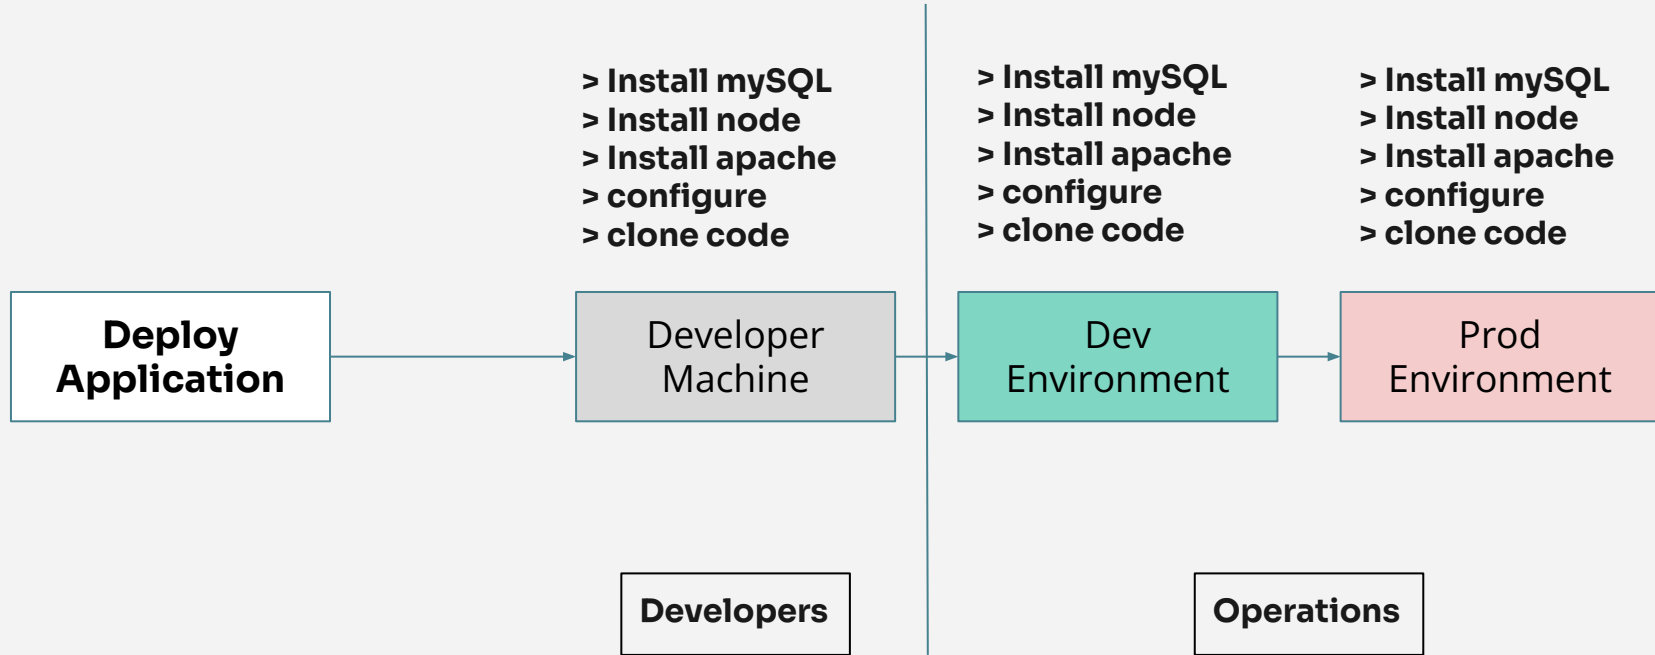 > Install mySQL
> Install node
> Install apache
> configure
> clone code
> Install mySQL
> Install node
> Install apache
> configure
> clone code
> Install mySQL
> Install node
> Install apache
> configure
> clone code
Deploy
Application
Developer
Machine
Dev
Environment
Prod
Environment
Developers
Operations